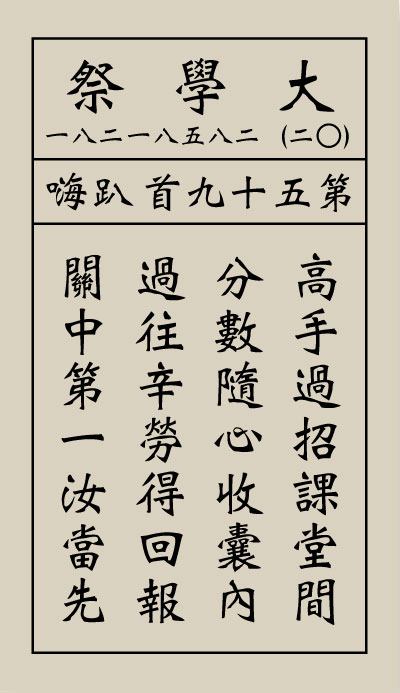 大學祭
(〇二)二八五八一二八一
第五十九首趴嗨
高手過招課堂間
分數隨心收囊內
過往辛勞得回報
關中第一汝當先